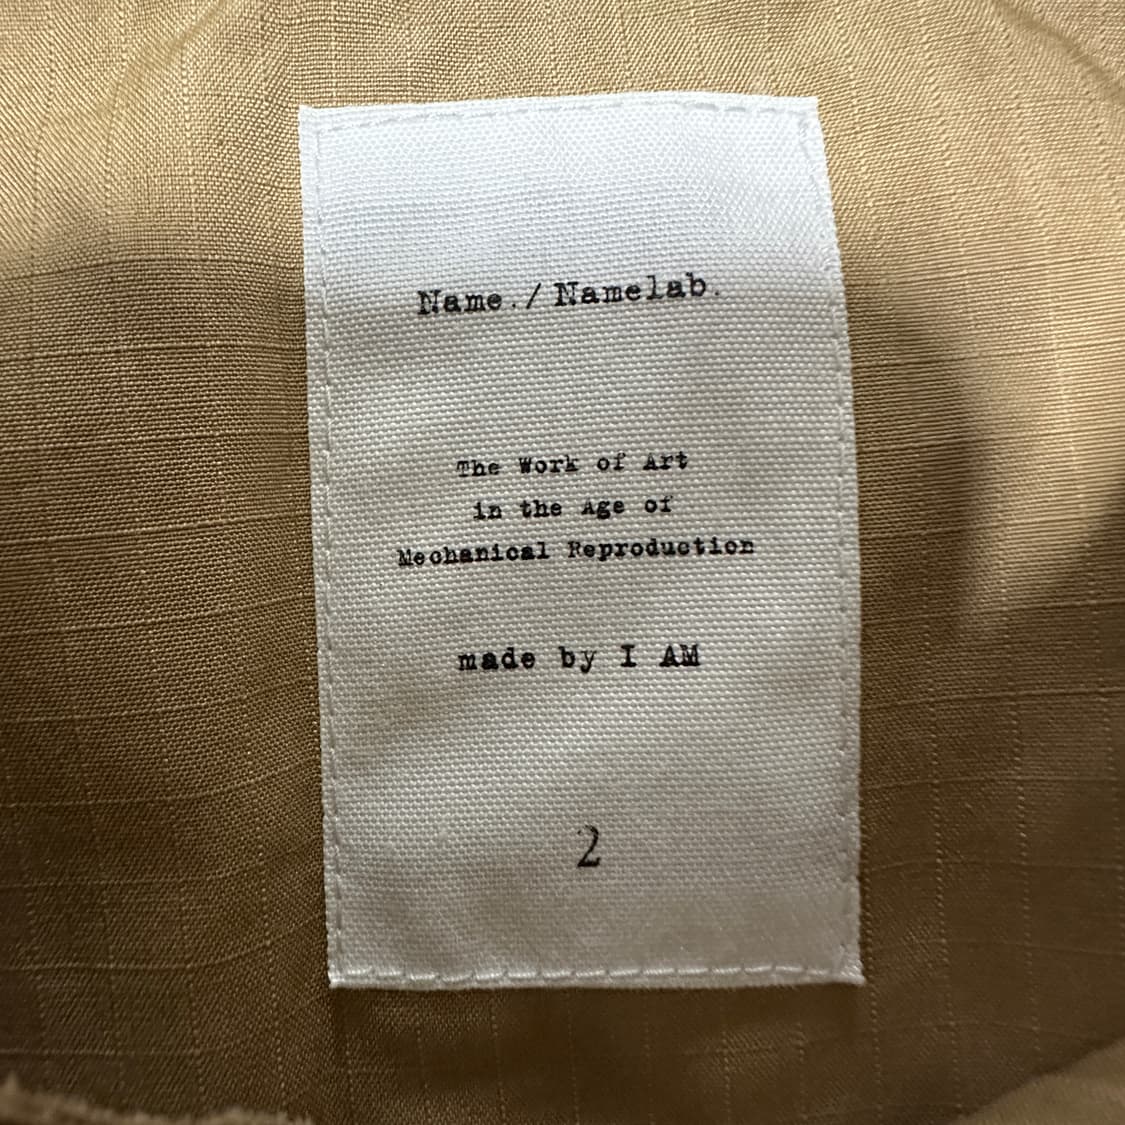 Name./Namelab.
The Work of Art
in the Age of
Mechanical Reproduction
made by I AM
2